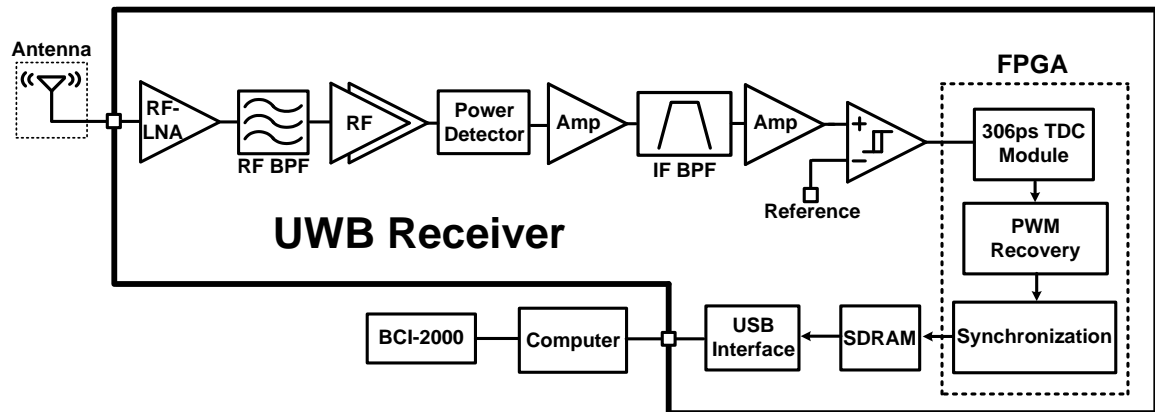 Antenna
RF-
LNA
RF BPF
RF
Power
Detector
Amp
IF BPF
Amp
+
−
Reference
FPGA
306ps TDC
Module
PWM
Recovery
Synchronization
SDRAM
USB
Interface
Computer
BCI-2000
UWB Receiver